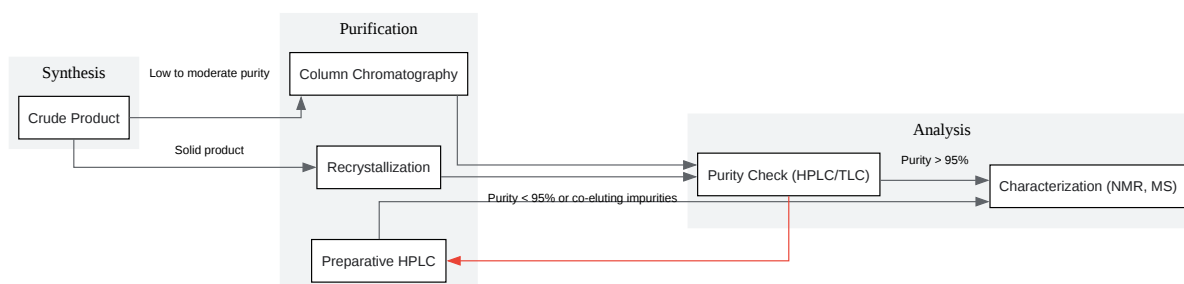 Synthesis
Crude Product
Low to moderate purity
Solid product
Purification
Column Chromatography
Recrystallization
Preparative HPLC
Purity < 95% or co-eluting impurities
Analysis
Purity Check (HPLC/TLC)
Purity > 95%
Characterization (NMR, MS)